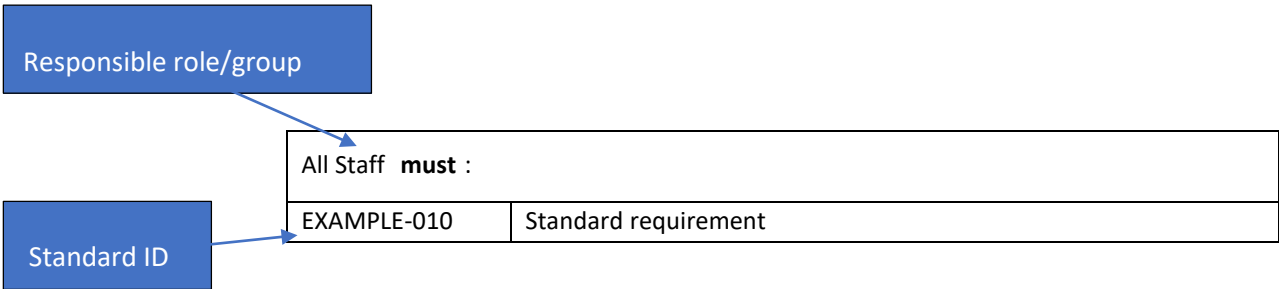 Responsible role/group
All Staff must :
EXAMPLE-010 Standard requirement
Standard ID